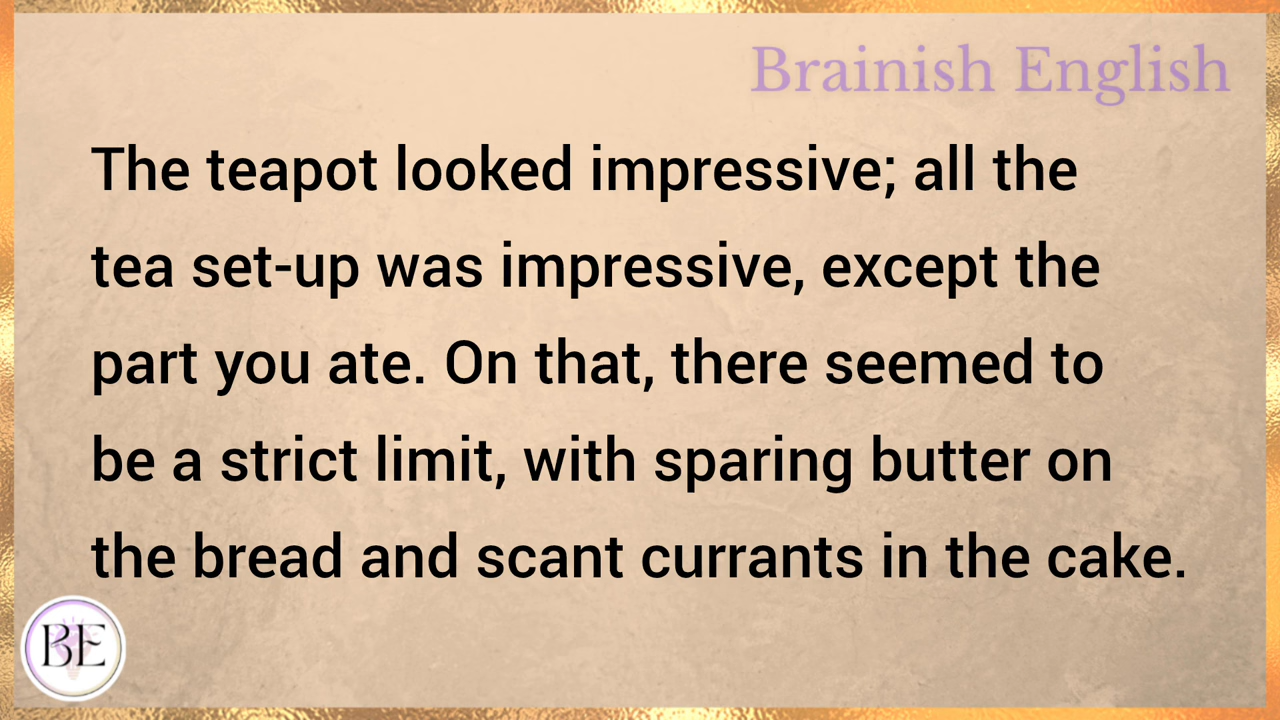 Brainish English
The teapot looked impressive; all the
tea set-up was impressive, except the
part you ate. On that, there seemed to
be a strict limit, with sparing butter on
the bread and scant currants in the cake.
BE